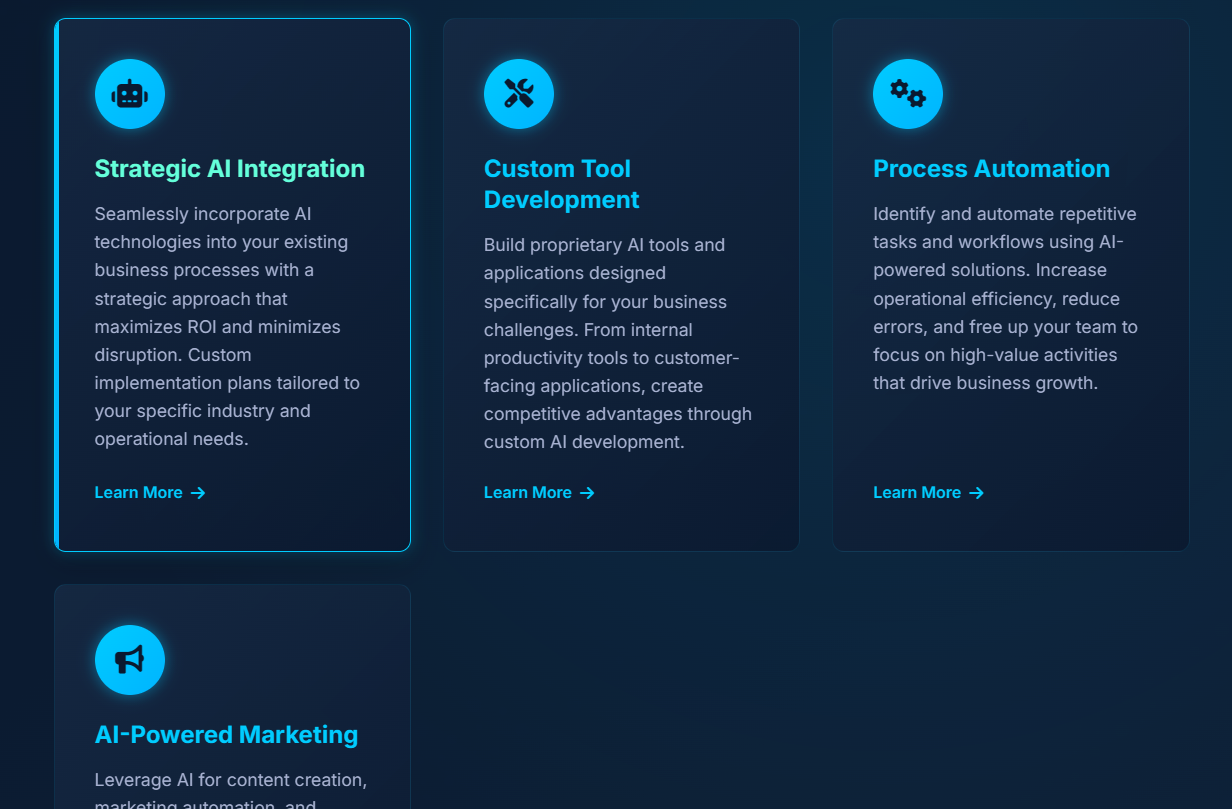 Strategic AI Integration
Seamlessly incorporate AI
technologies into your existing
business processes with a
strategic approach that
maximizes ROI and minimizes
disruption. Custom
implementation plans tailored to
your specific industry and
operational needs.
Learn More →
Custom Tool
Development
Build proprietary AI tools and
applications designed
specifically for your business
challenges. From internal
productivity tools to customer-
facing applications, create
competitive advantages through
custom AI development.
Learn More →
Process Automation
Identify and automate repetitive
tasks and workflows using AI-
powered solutions. Increase
operational efficiency, reduce
errors, and free up your team to
focus on high-value activities
that drive business growth.
Learn More →
AI-Powered Marketing
Leverage AI for content creation,
marketing automation, and